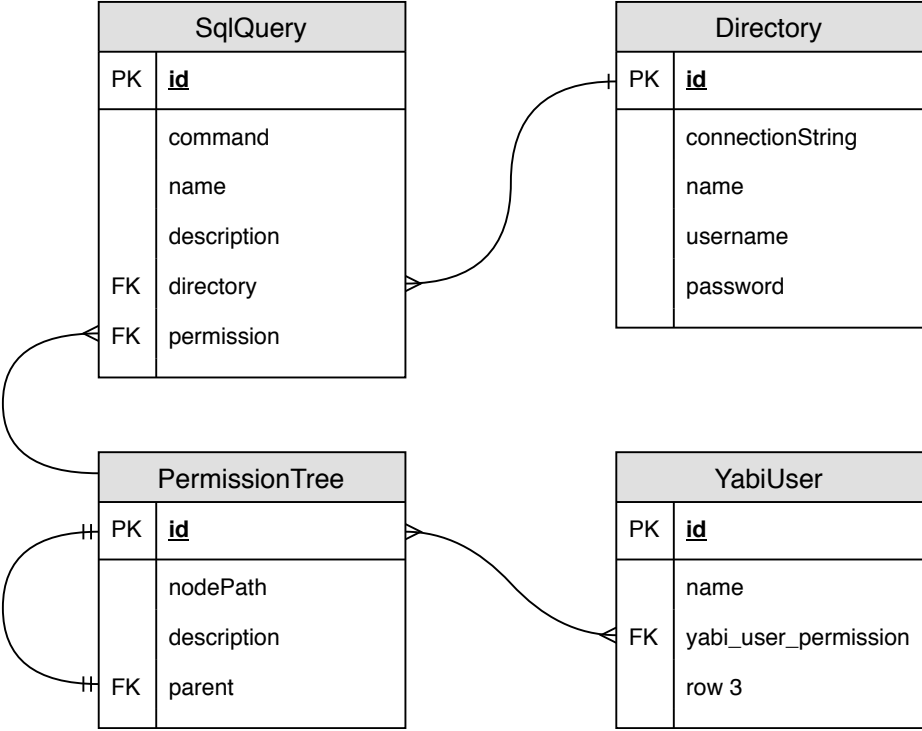 SqlQuery
PK id
command
name
description
FK directory
FK permission
Directory
PK id
connectionString
name
username
password
PermissionTree
PK id
nodePath
description
FK parent
YabiUser
PK id
name
FK yabi_user_permission
row 3